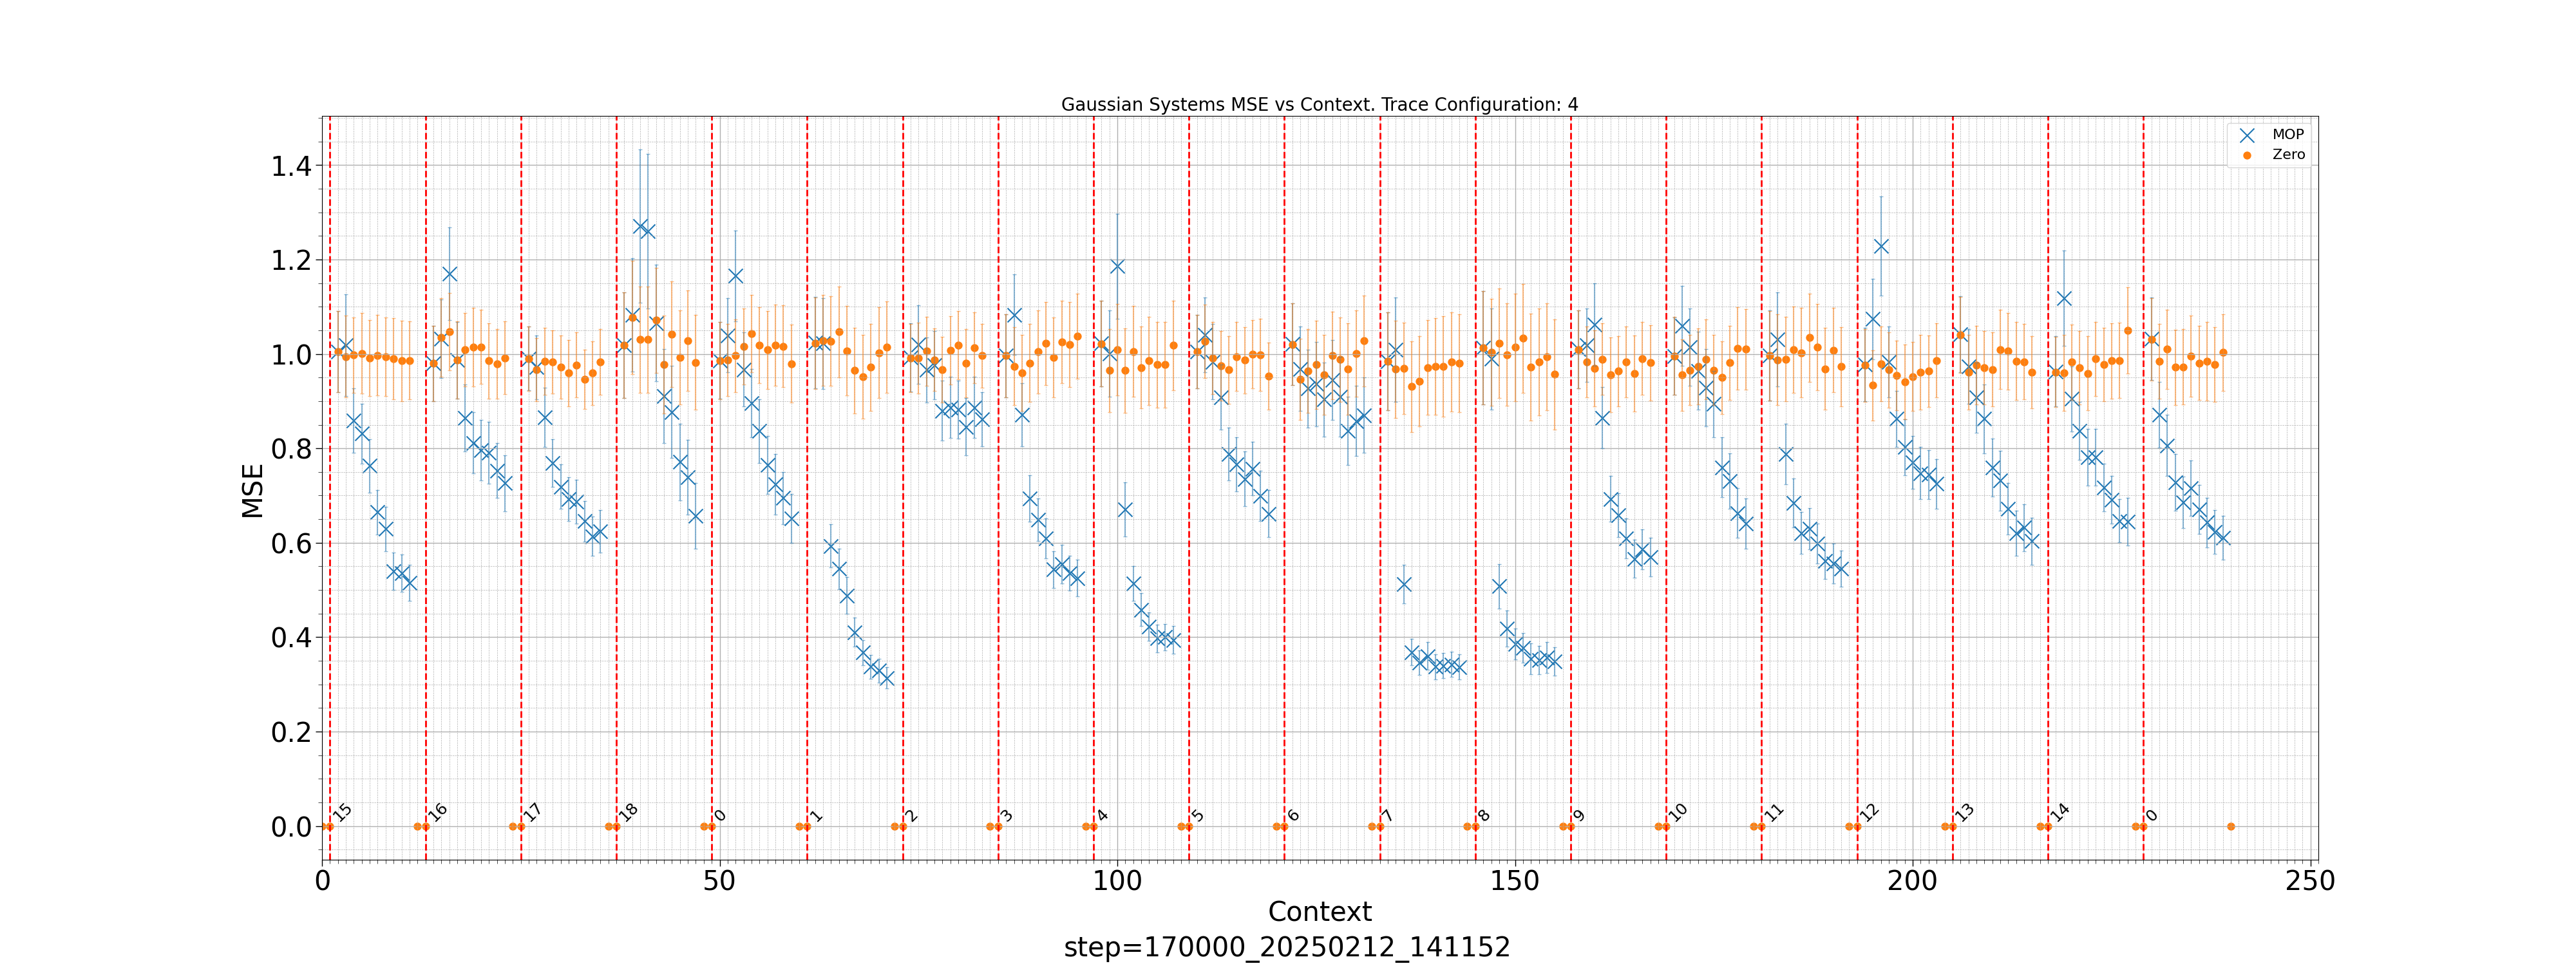 Gaussian Systems MSE vs Context. Trace Configuration: 4
MOP
Zero
MSE
1.4
1.2
1.0
0.8
0.6
0.4
0.2
0.0
15 16 17 18 0 1 2 3 4 5 6 7 8 9 10 11 12 13 14 0
0 50 100 150 200 250
Context
step=170000_20250212_141152